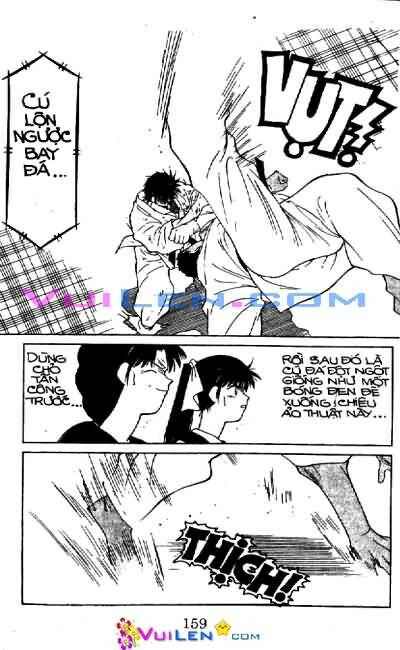 CÚ
LỘN
NGƯỢC
BAY
ĐÁ...
VỤT!!
VuiLen.com
DŨNG
CHO
TẤN
CÔNG
TRƯỚC...
RỒI SAU ĐÓ LÀ
CÚ ĐÁ ĐỘT NGỘT
GIỐNG NHƯ MỘT
BÓNG ĐEN ĐÈ
XUỐNG! CHIÊU
ẢO THUẬT NÀY...
THỊCH!
159
VuiLen.com